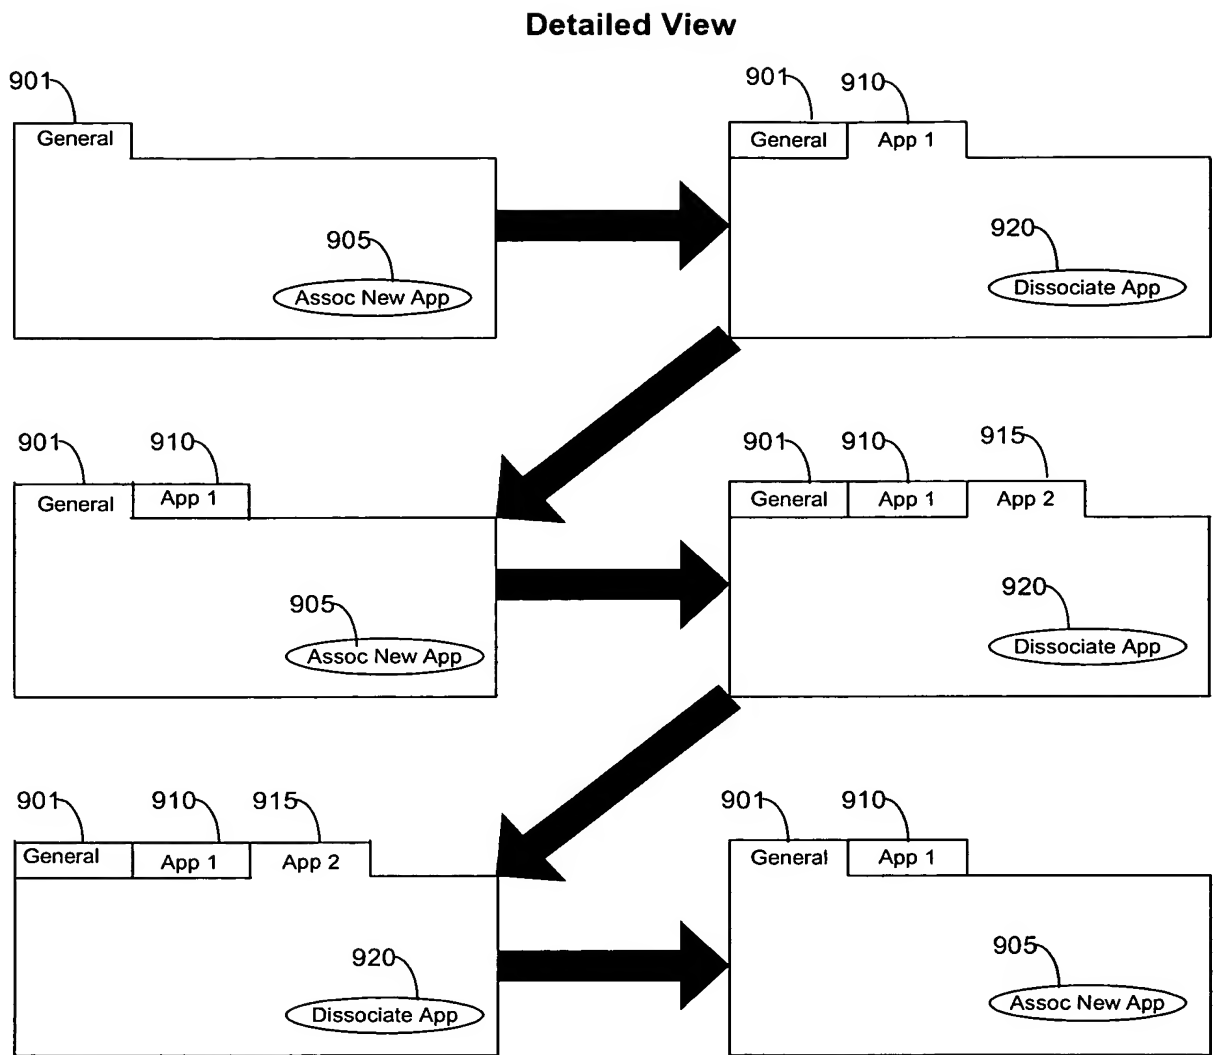 Detailed View
901
General
905
Assoc New App
901 910
General App 1
920
Dissociate App
901 910
General App 1
905
Assoc New App
901 910 915
General App 1 App 2
920
Dissociate App
901 910 915
General App 1 App 2
920
Dissociate App
901 910
General App 1
905
Assoc New App